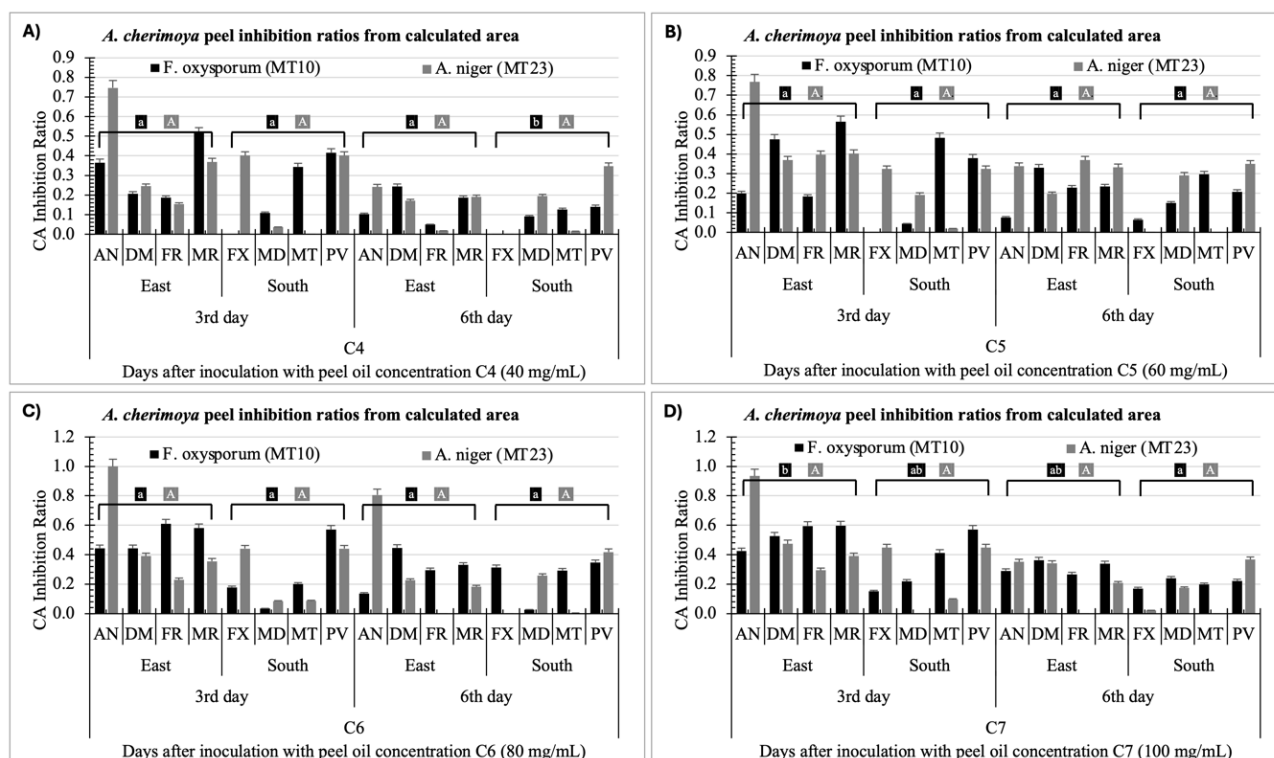 A)
A. cherimoya peel inhibition ratios from calculated area
F. oxysporum (MT10) A. niger (MT23)
CA Inhibition Ratio
0.9
0.8
0.7
0.6
0.5
0.4
0.3
0.2
0.1
0.0
a A a A a A b A
AN DM FR MR FX MD MT PV AN DM FR MR FX MD MT PV
East South East South
3rd day 6th day
C4
Days after inoculation with peel oil concentration C4 (40 mg/mL)
B)
A. cherimoya peel inhibition ratios from calculated area
F. oxysporum (MT10) A. niger (MT23)
CA Inhibition Ratio
0.9
0.8
0.7
0.6
0.5
0.4
0.3
0.2
0.1
0.0
a A a A a A a A
AN DM FR MR FX MD MT PV AN DM FR MR FX MD MT PV
East South East South
3rd day 6th day
C5
Days after inoculation with peel oil concentration C5 (60 mg/mL)
C)
A. cherimoya peel inhibition ratios from calculated area
F. oxysporum (MT10) A. niger (MT23)
CA Inhibition Ratio
1.2
1.0
0.8
0.6
0.4
0.2
0.0
a A a A a A a A
AN DM FR MR FX MD MT PV AN DM FR MR FX MD MT PV
East South East South
3rd day 6th day
C6
Days after inoculation with peel oil concentration C6 (80 mg/mL)
D)
A. cherimoya peel inhibition ratios from calculated area
F. oxysporum (MT10) A. niger (MT23)
CA Inhibition Ratio
1.2
1.0
0.8
0.6
0.4
0.2
0.0
b A ab A ab A a A
AN DM FR MR FX MD MT PV AN DM FR MR FX MD MT PV
East South East South
3rd day 6th day
C7
Days after inoculation with peel oil concentration C7 (100 mg/mL)